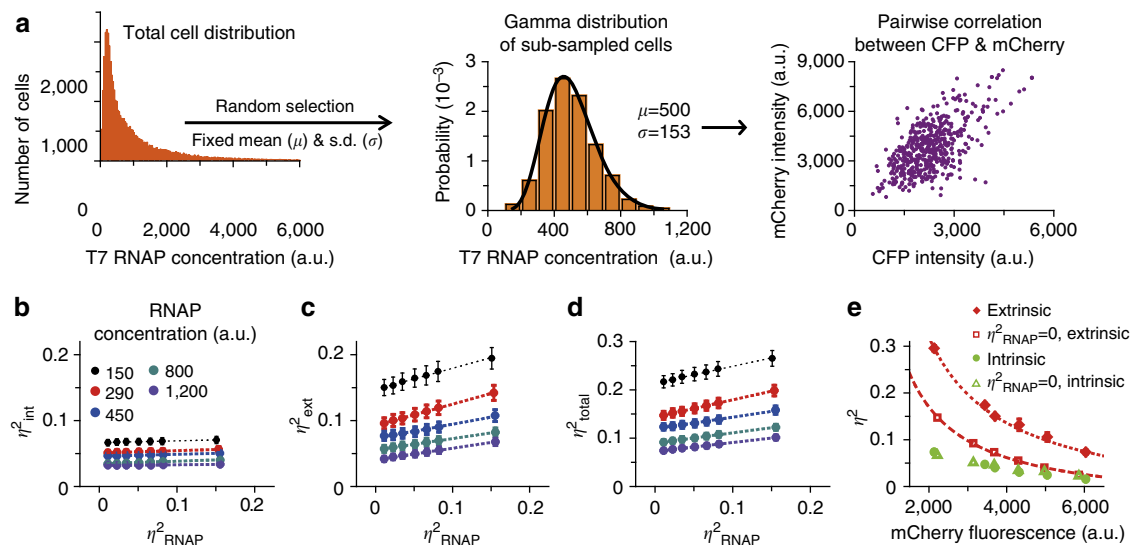 a
Total cell distribution
Number of cells
2,000
1,000
0
0
2,000
4,000
6,000
T7 RNAP concentration (a.u.)
Random selection
Fixed mean (μ) & s.d. (σ)
Gamma distribution
of sub-sampled cells
Probability (10⁻³)
3
2
1
0
0
400
800
1,200
μ=500
σ=153
T7 RNAP concentration (a.u.)
Pairwise correlation
between CFP & mCherry
mCherry intensity (a.u.)
9,000
6,000
3,000
0
0
3,000
6,000
CFP intensity (a.u.)
b
RNAP
concentration (a.u.)
150
290
450
800
1,200
η²int
0.2
0.1
0
0
0.1
0.2
η²RNAP
c
η²ext
0.2
0.1
0
0
0.1
0.2
η²RNAP
d
η²total
0.3
0.2
0.1
0
0
0.1
0.2
η²RNAP
e
Extrinsic
η²RNAP=0, extrinsic
Intrinsic
η²RNAP=0, intrinsic
η²
0.3
0.2
0.1
0
2,000
4,000
6,000
mCherry fluorescence (a.u.)